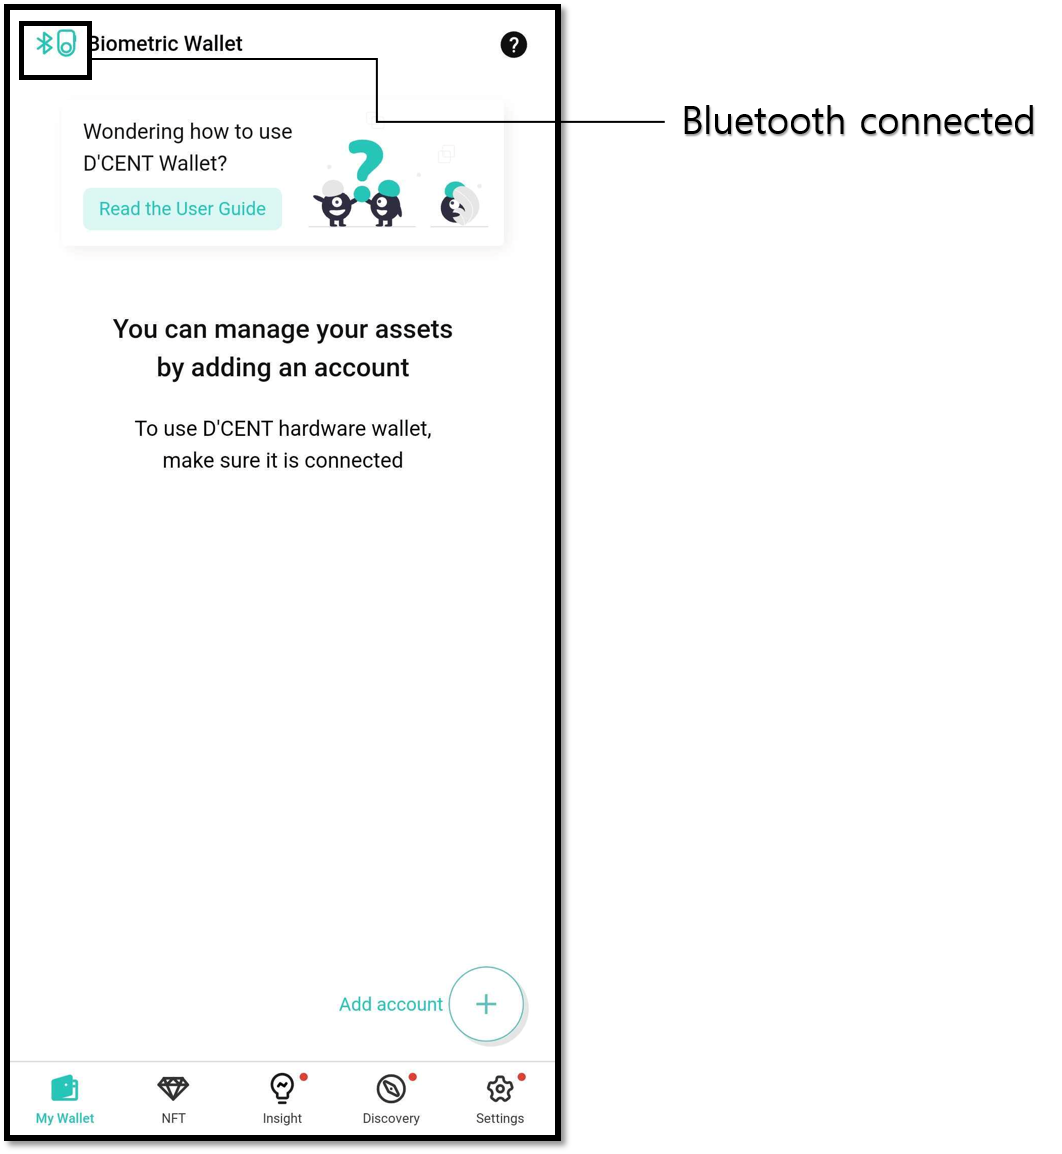 Biometric Wallet
?
Bluetooth connected
Wondering how to use
D'CENT Wallet?
?
Read the User Guide
You can manage your assets
by adding an account
To use D'CENT hardware wallet,
make sure it is connected
Add account +
My Wallet NFT Insight Discovery Settings